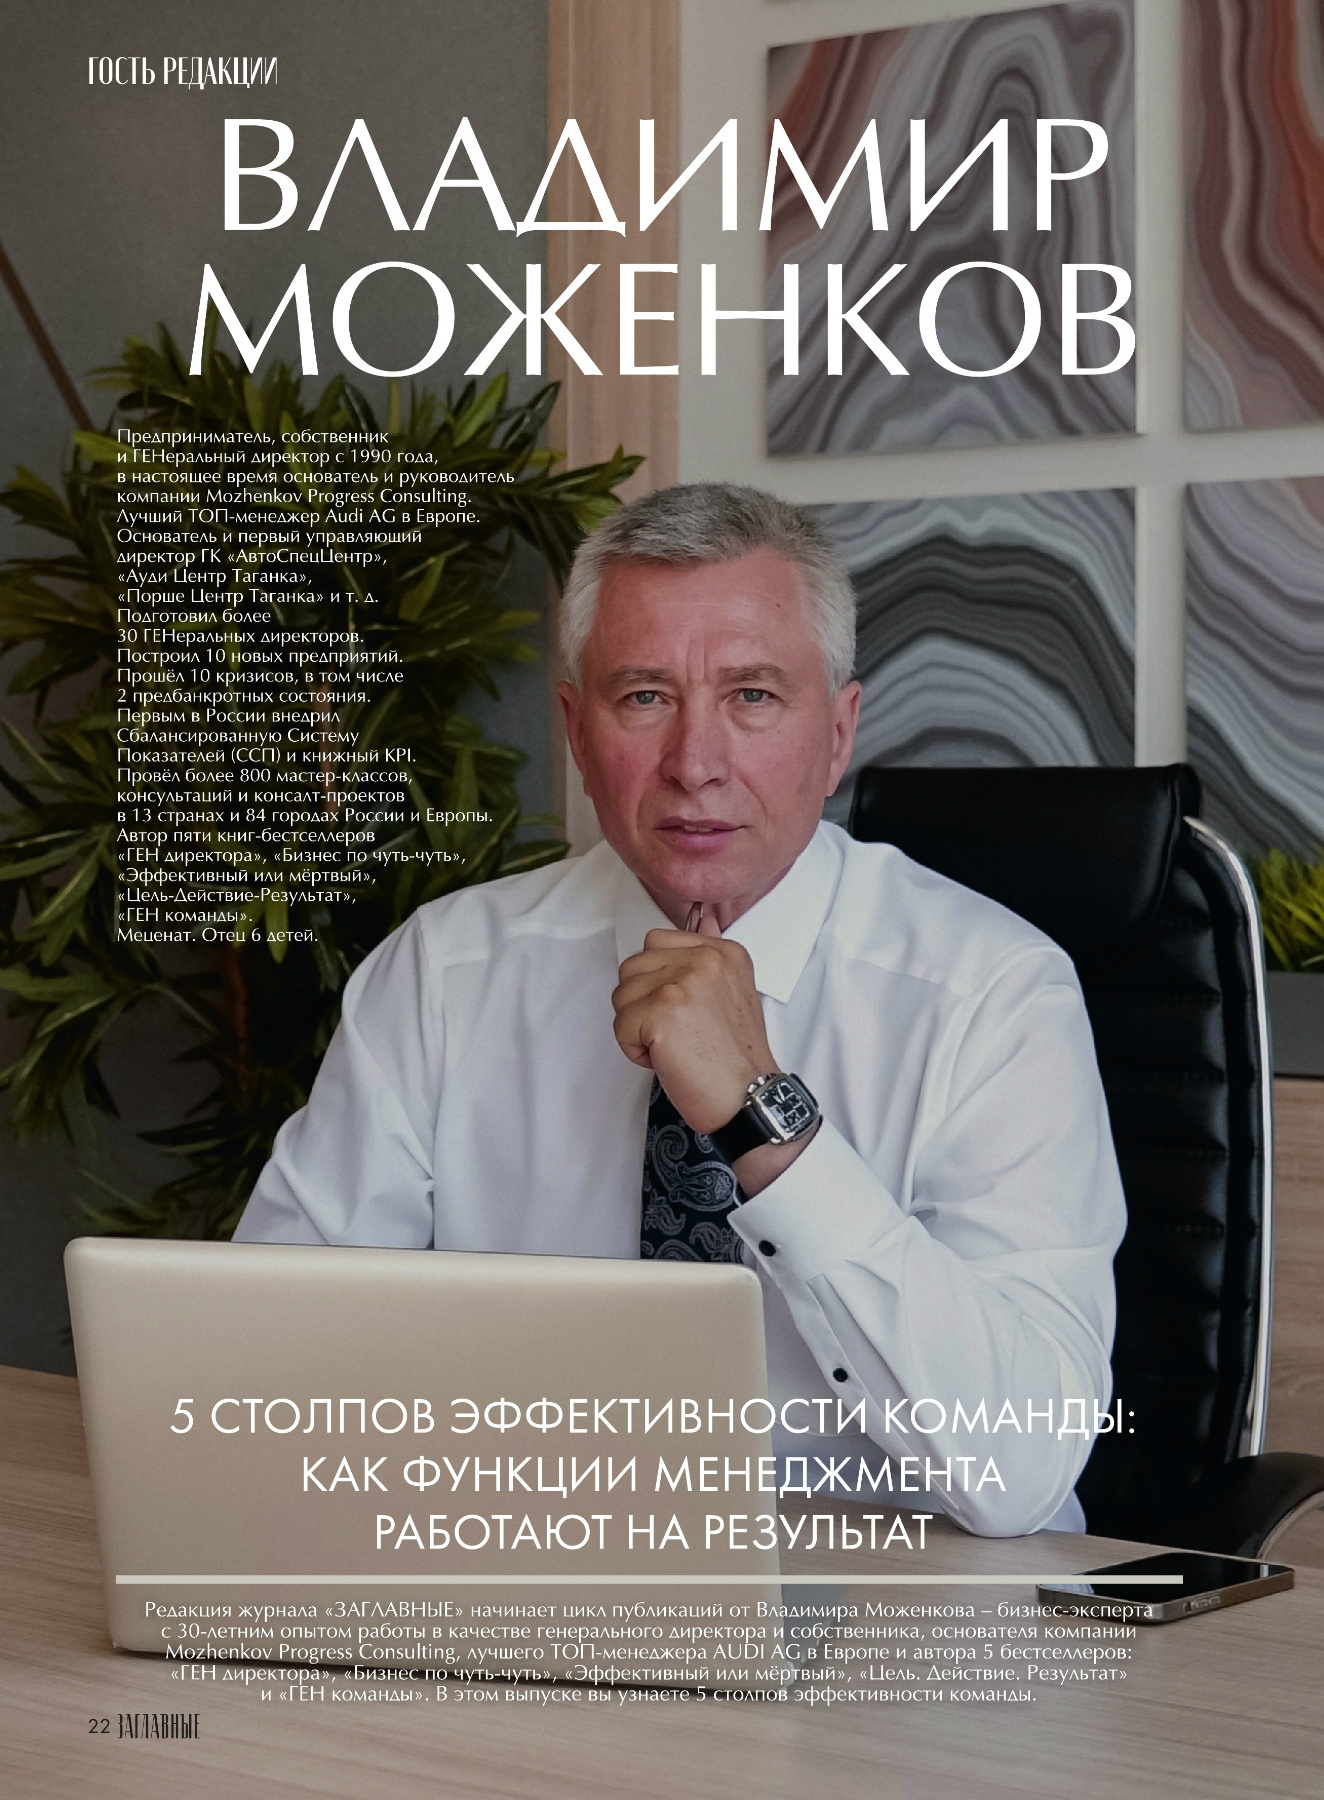 ГОСТЬ РЕДАКЦИИ
ВЛАДИМИР
МОЖЕНКОВ
Предприниматель, собственник
и ГЕНеральный директор с 1990 года,
в настоящее время основатель и руководитель
компании Mozhenkov Progress Consulting.
Лучший ТОП-менеджер Audi AG в Европе.
Основатель и первый управляющий
директор ГК «АвтоСпецЦентр»,
«Ауди Центр Таганка»,
«Порше Центр Таганка» и т. д.
Подготовил более
30 ГЕНеральных директоров.
Построил 10 новых предприятий.
Прошёл 10 кризисов, в том числе
2 предбанкротных состояния.
Первым в России внедрил
Сбалансированную Систему
Показателей (ССП) и книжный KPI.
Провёл более 800 мастер-классов,
консультаций и консалт-проектов
в 13 странах и 84 городах России и Европы.
Автор пяти книг-бестселлеров
«ГЕН директора», «Бизнес по чуть-чуть»,
«Эффективный или мёртвый»,
«Цель-Действие-Результат»,
«ГЕН команды».
Меценат. Отец 6 детей.
5 СТОЛПОВ ЭФФЕКТИВНОСТИ КОМАНДЫ:
КАК ФУНКЦИИ МЕНЕДЖМЕНТА
РАБОТАЮТ НА РЕЗУЛЬТАТ
Редакция журнала «ЗАГЛАВНЫЕ» начинает цикл публикаций от Владимира Моженкова – бизнес-эксперта
с 30-летним опытом работы в качестве генерального директора и собственника, основателя компании
Mozhenkov Progress Consulting, лучшего ТОП-менеджера AUDI AG в Европе и автора 5 бестселлеров:
«ГЕН директора», «Бизнес по чуть-чуть», «Эффективный или мёртвый», «Цель. Действие. Результат»
и «ГЕН команды». В этом выпуске вы узнаете 5 столпов эффективности команды.
22 ЗАГЛАВНЫЕ